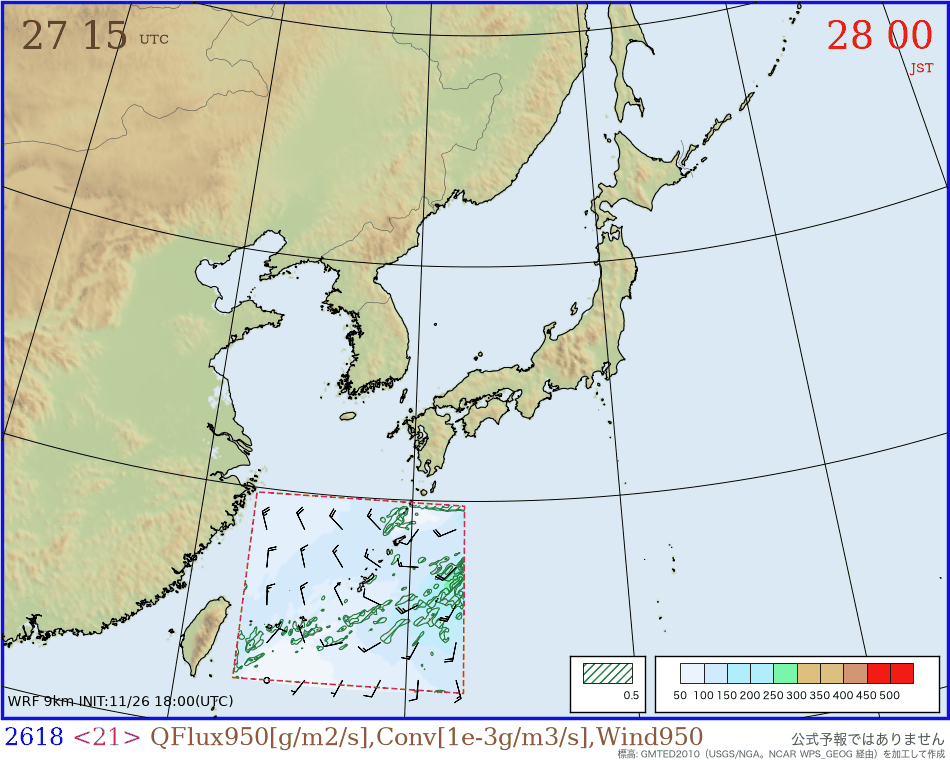 27 15 UTC
28 00
JST
0.5
50 100 150 200 250 300 350 400 450 500
WRF 9km INIT:11/26 18:00(UTC)
2618 <21> QFlux950[g/m2/s],Conv[1e-3g/m3/s],Wind950
公式予報ではありません
標高: GMTED2010（USGS/NGA。NCAR WPS_GEOG 経由）を加工して作成